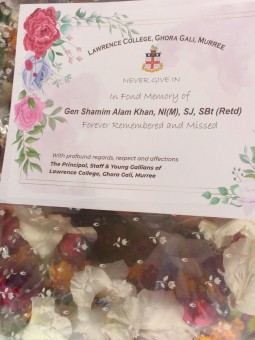 LAWRENCE COLLEGE, GHORA GALI, MURREE
NEVER GIVE IN
In Fond Memory of
Gen Shamim Alam Khan, NI(M), SJ, SBt (Retd)
Forever Remembered and Missed
With profound regards, respect and affections
The Principal, Staff & Young Gallians of
Lawrence College, Ghora Gali, Murree